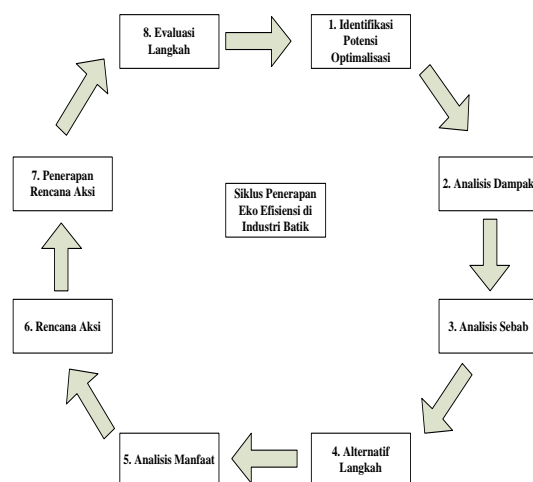 8. Evaluasi
Langkah
1. Identifikasi
Potensi
Optimalisasi
2. Analisis Dampak
3. Analisis Sebab
4. Alternatif
Langkah
5. Analisis Manfaat
6. Rencana Aksi
7. Penerapan
Rencana Aksi
Siklus Penerapan
Eko Efisiensi di
Industri Batik